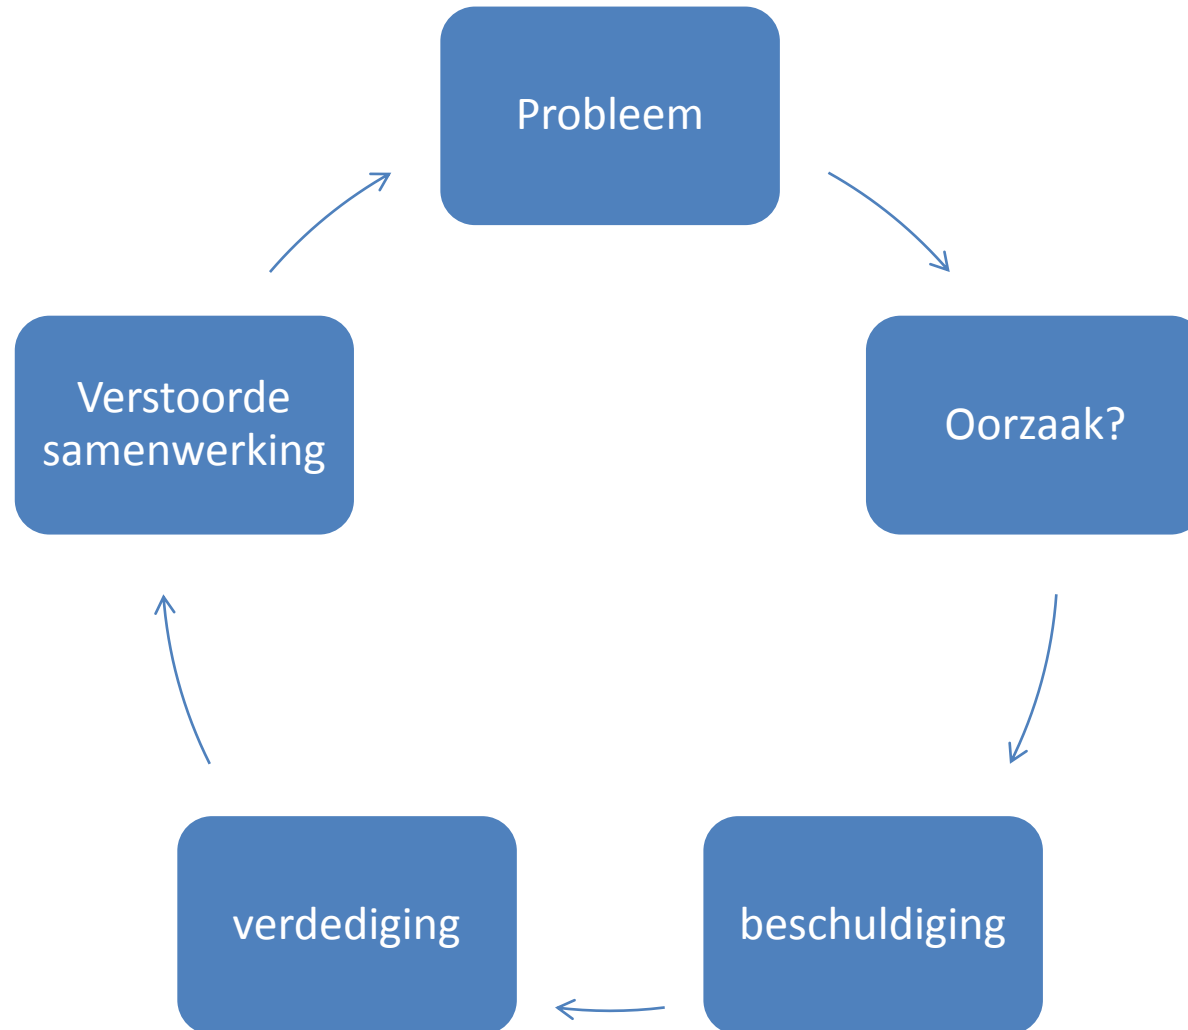 Probleem
Oorzaak?
beschuldiging
verdediging
Verstoorde
samenwerking